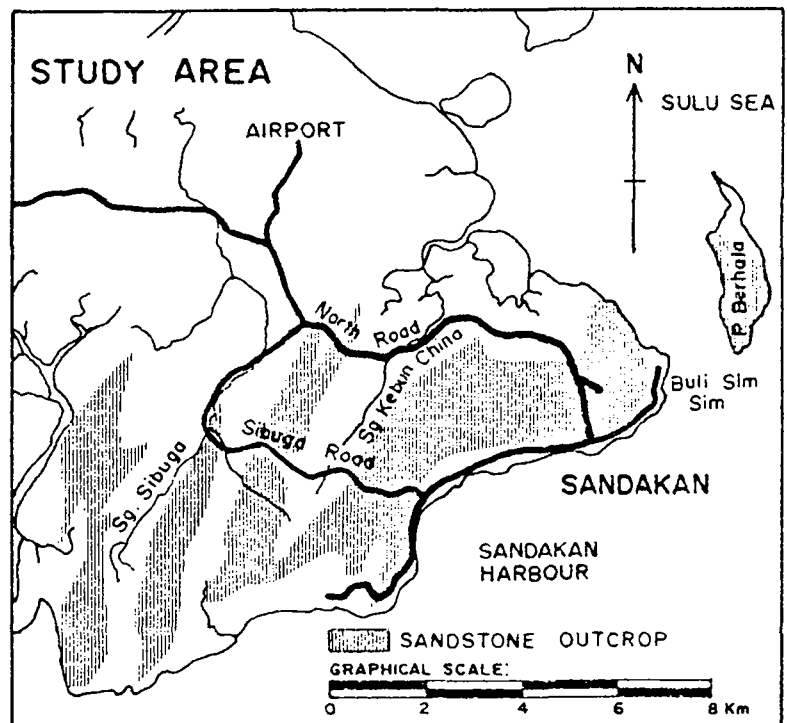 STUDY AREA
N
SULU SEA
AIRPORT
P. Berhala
North Road
Sg Kebun China
Buli Sim
Sim
Sibuga Road
Sg. Sibuga
SANDAKAN
SANDAKAN
HARBOUR
SANDSTONE OUTCROP
GRAPHICAL SCALE:
0 2 4 6 8 Km